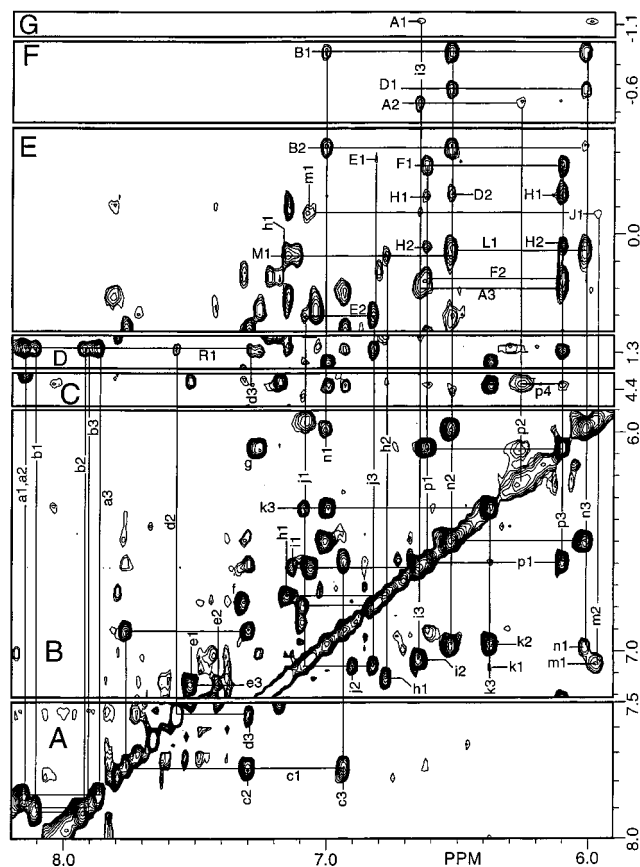 G
A1
-1.1
F
B1
i3
D1
-0.6
A2
E
B2
E1
F1
m1
H1
D2
H1
J1
h1
0.0
M1
H2
L1
H2
F2
A3
E2
D
R1
1.3
C
d3
p4
4.4
6.0
n1
p2
g
a1,a2
b1
b2
b3
a3
d2
j1
j3
h2
p1
n2
p3
n3
k3
h1
i1
f
p1
i3
m2
e1
e2
B
k2
n1
m1
7.0
e3
j2
h1
i2
k1
k3
7.5
A
d3
c2
c1
c3
8.0
8.0
7.0
PPM
6.0